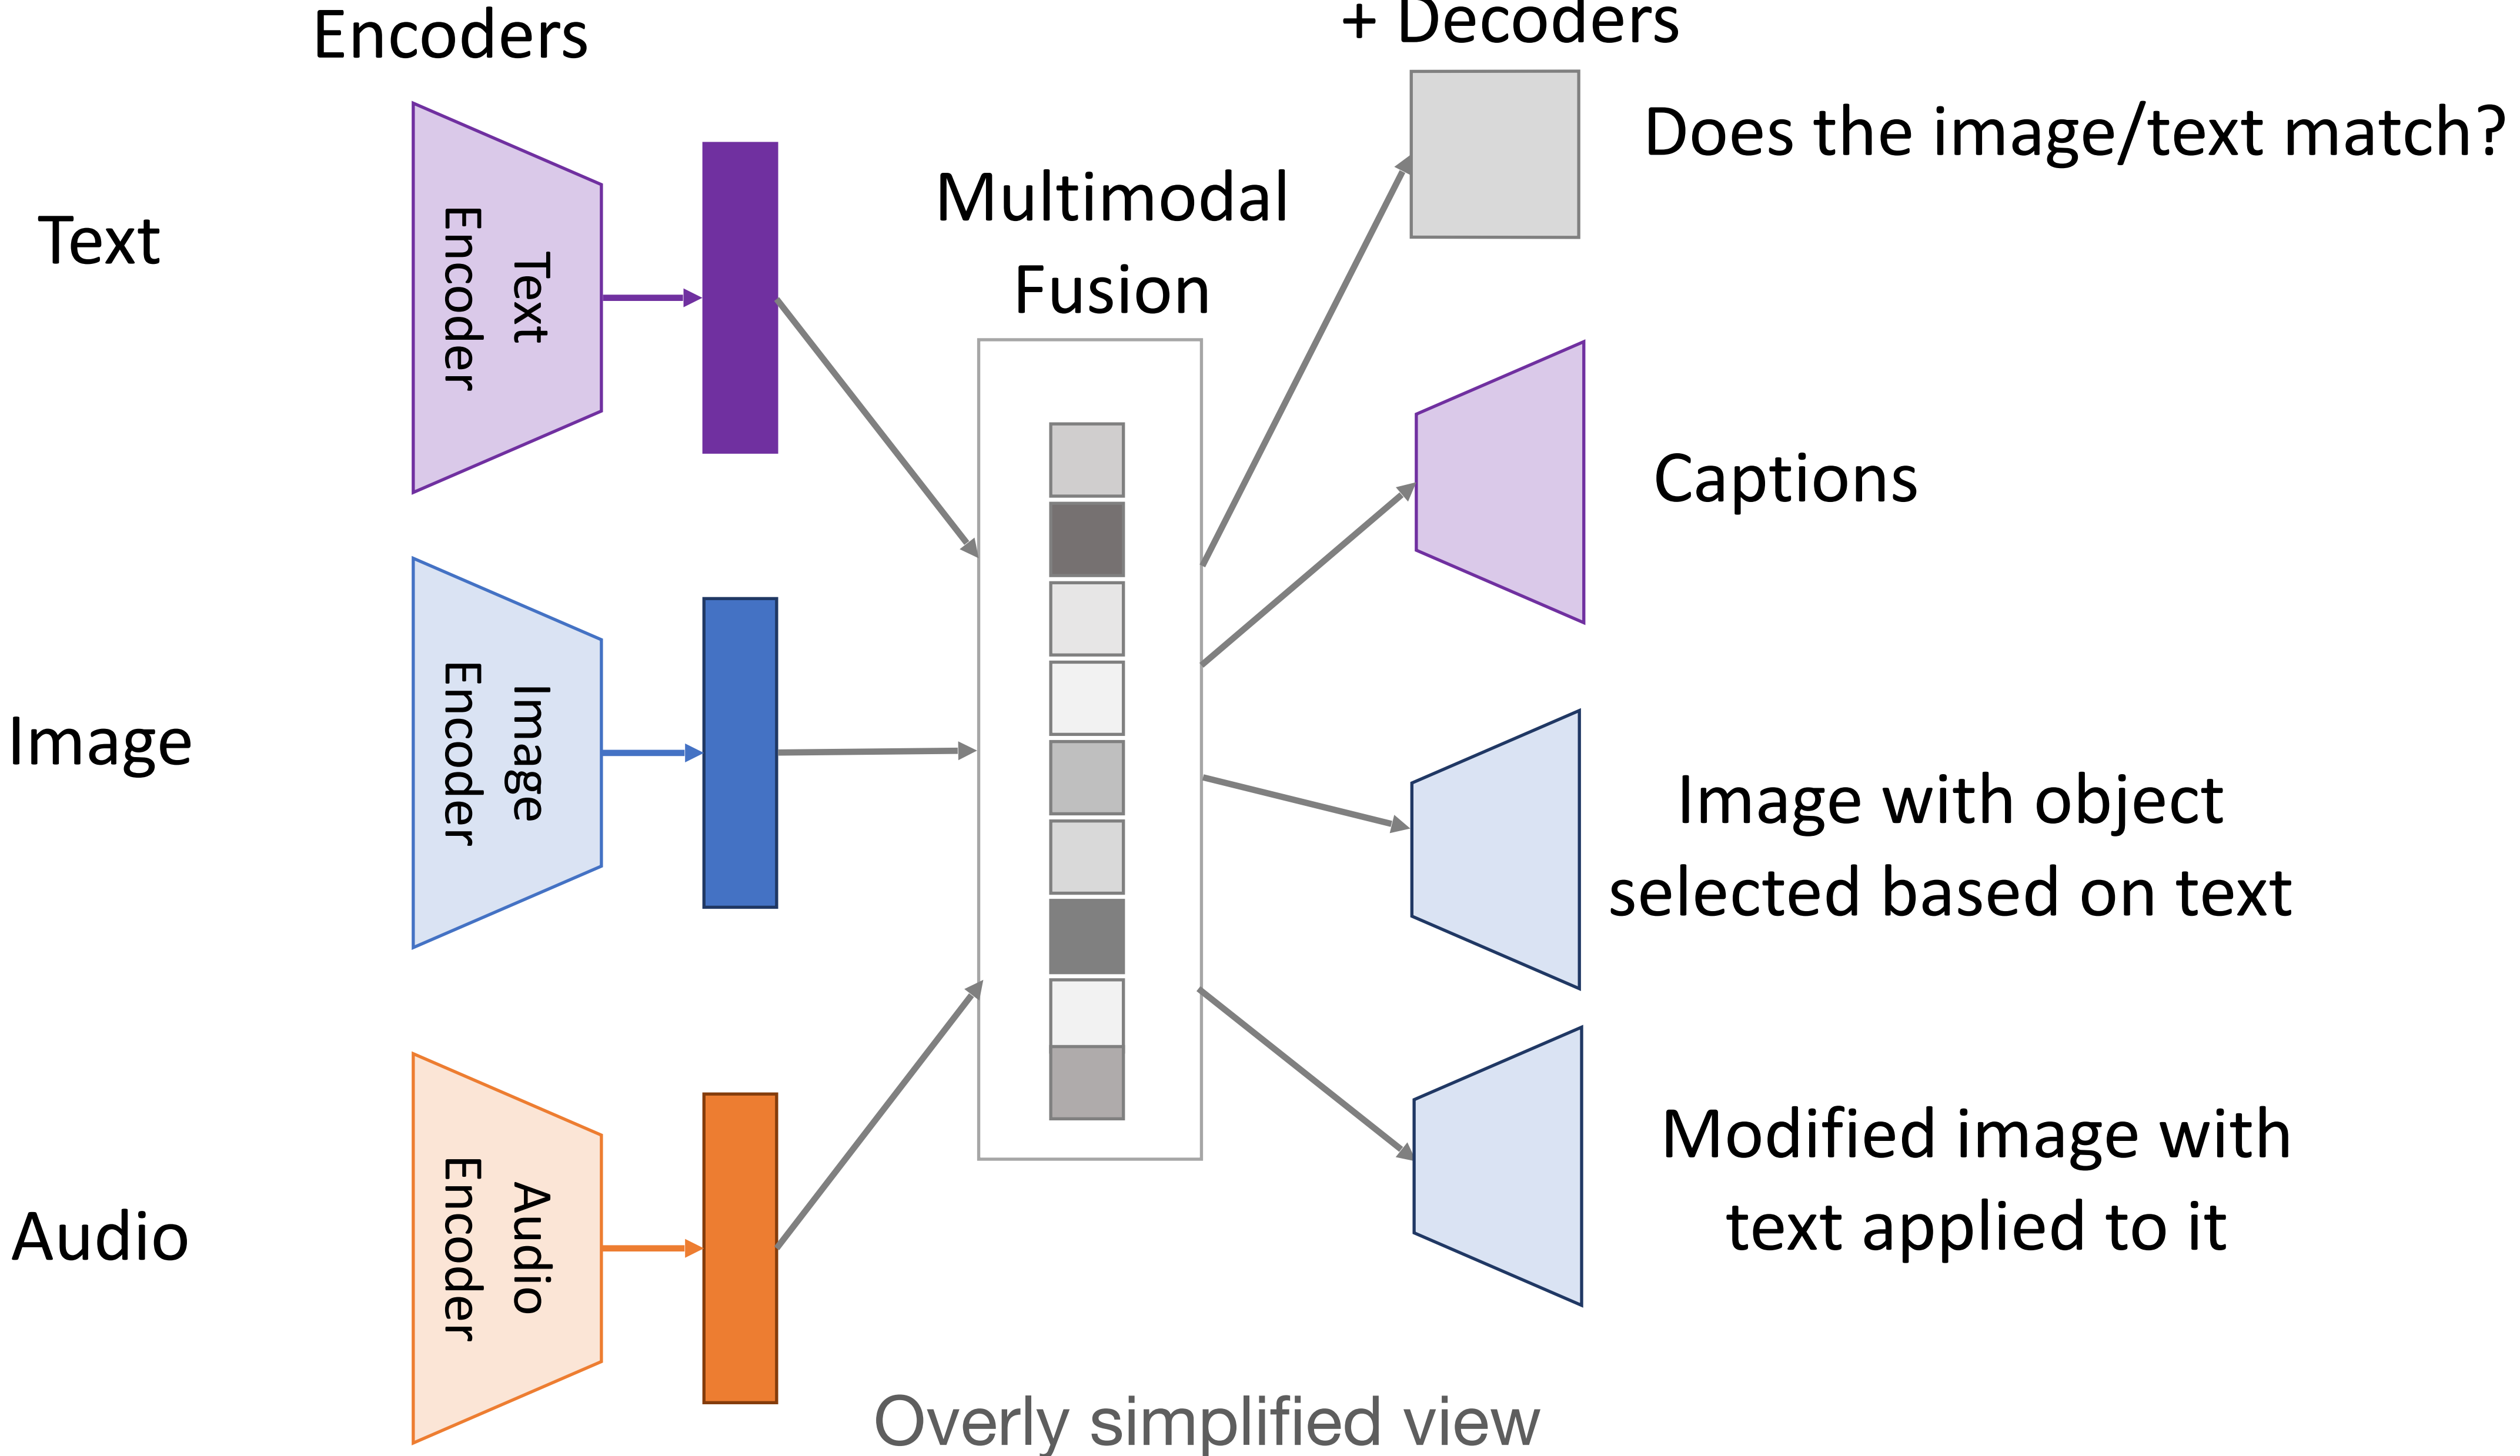 Encoders
+ Decoders
Text
Text
Encoder
Multimodal
Fusion
Does the image/text match?
Captions
Image
Image
Encoder
Image with object
selected based on text
Audio
Audio
Encoder
Modified image with
text applied to it
Overly simplified view